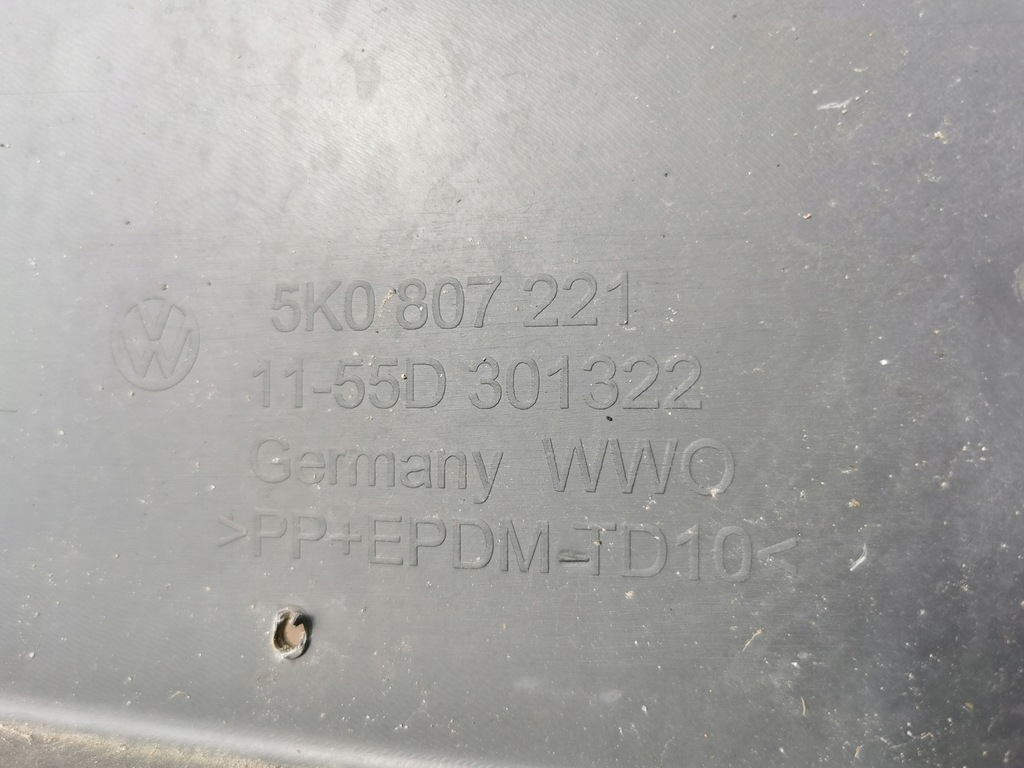 5K0 807 221
11-55D 301322
Germany WWO
>PP+EPDM-TD10<